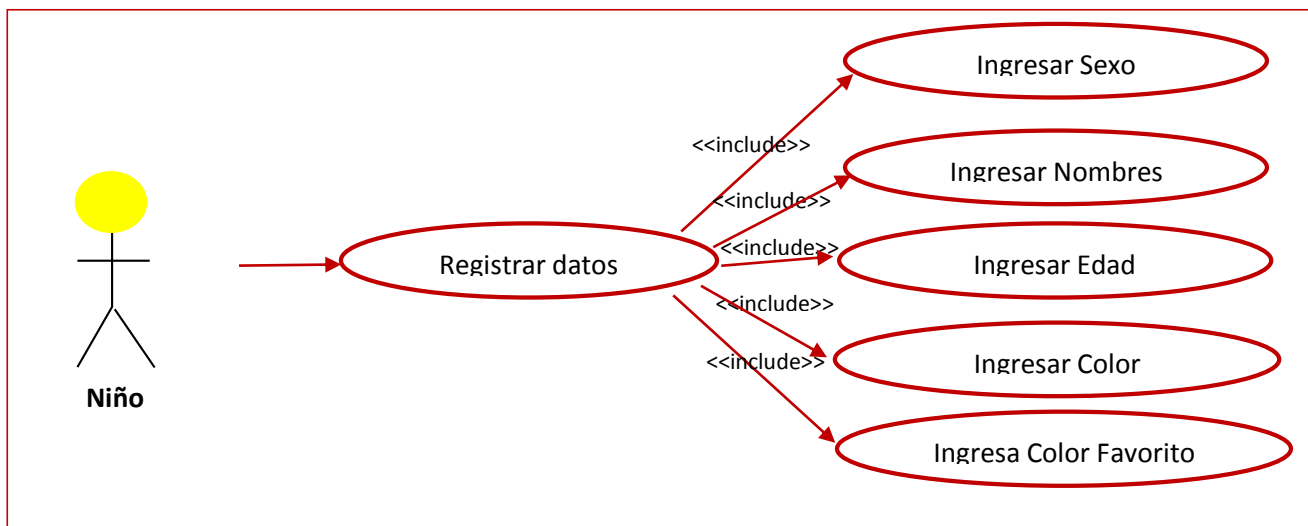 Ingresar Sexo
<<include>>
Ingresar Nombres
<<include>>
<<include>>
Registrar datos
Ingresar Edad
<<include>>
Ingresar Color
<<include>>
Niño
Ingresa Color Favorito